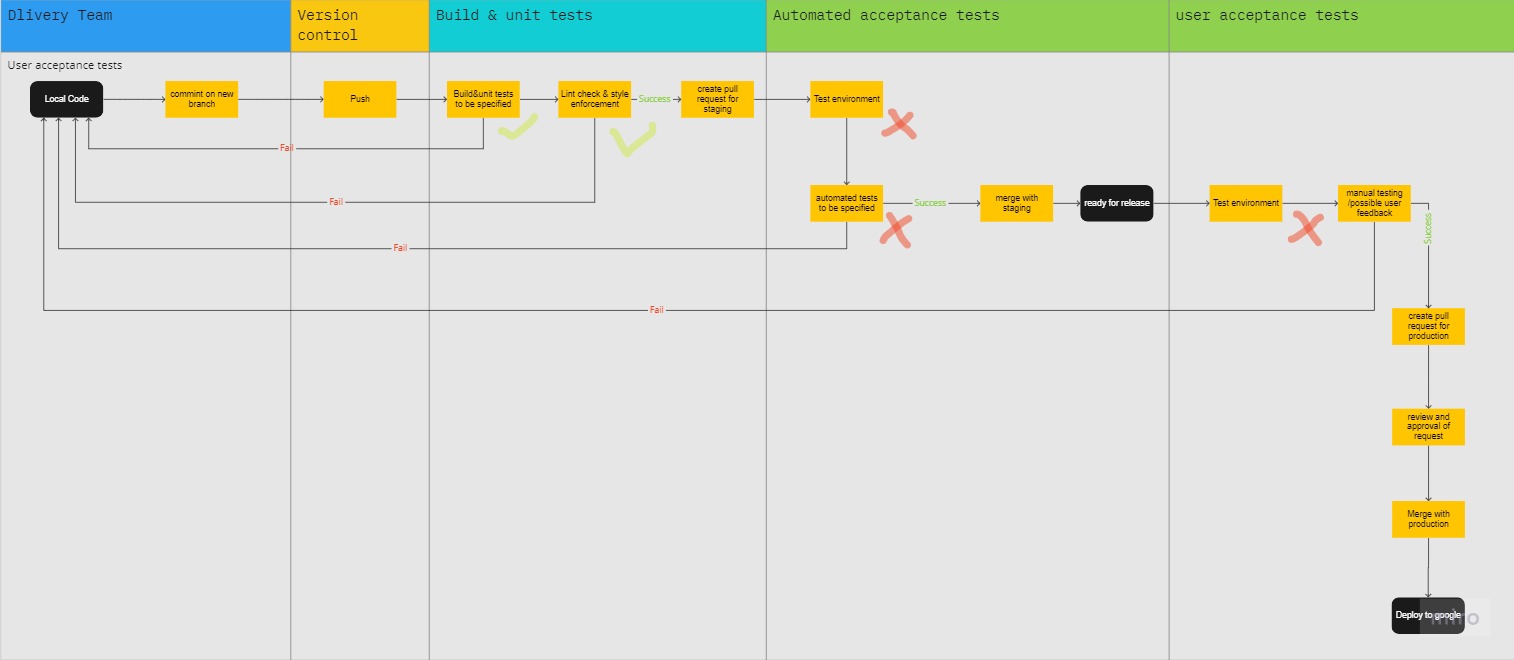 Dlivery Team
Version
control
Build & unit tests
Automated acceptance tests
user acceptance tests
User acceptance tests
Local Code
commint on new
branch
Push
Build&unit tests
to be specified
Lint check & style
enforcement
Success
create pull
request for
staging
Test environment
Fail
Fail
automated tests
to be specified
Success
merge with
staging
ready for release
Test environment
manual testing
/possible user
feedback
Success
Fail
Fail
create pull
request for
production
review and
approval of
request
Merge with
production
Deploy to google
miro